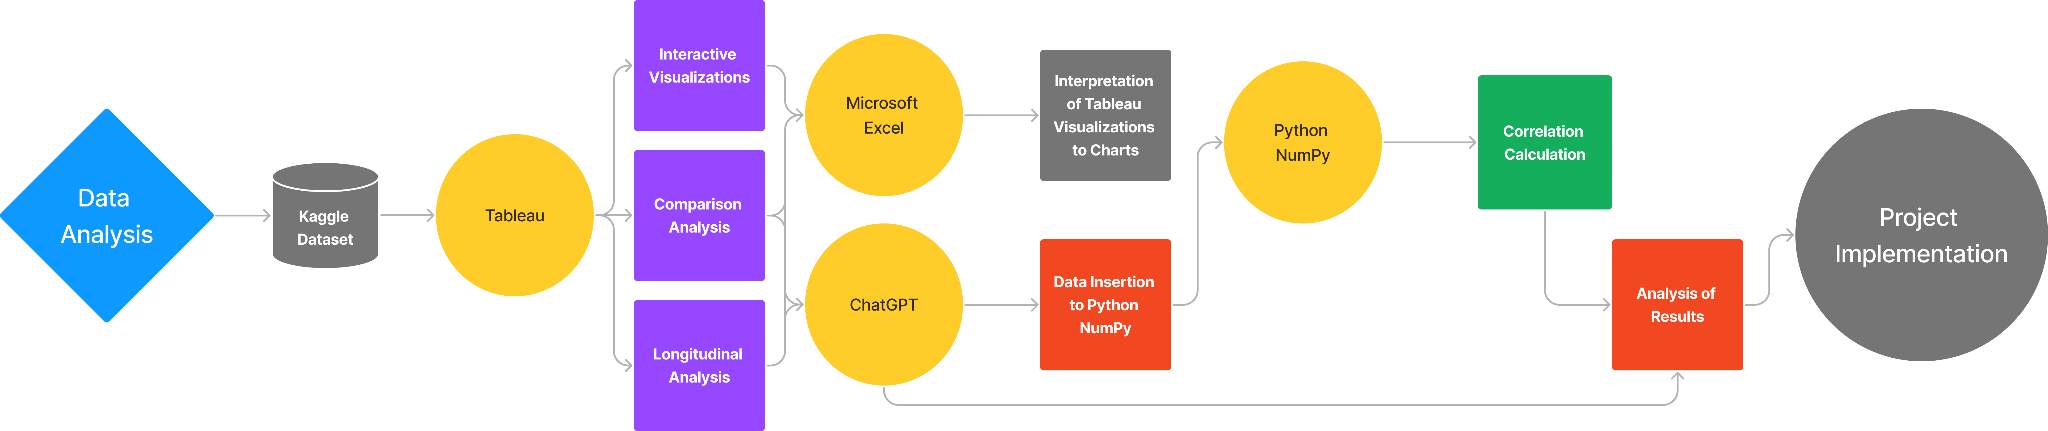 Data
Analysis
Kaggle
Dataset
Tableau
Interactive
Visualizations
Comparison
Analysis
Longitudinal
Analysis
Microsoft
Excel
ChatGPT
Interpretation
of Tableau
Visualizations
to Charts
Data Insertion
to Python
NumPy
Python
NumPy
Correlation
Calculation
Analysis of
Results
Project
Implementation